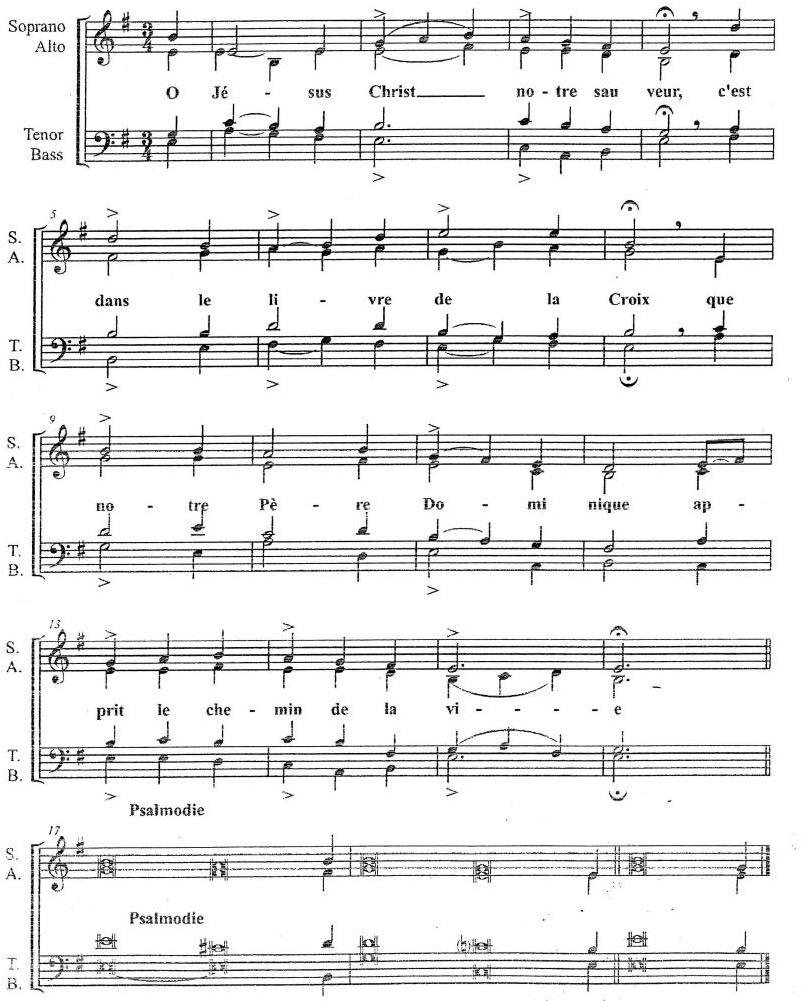 Soprano
Alto
O Jé - sus Christ no - tre sau veur, c'est
Tenor
Bass
5
S.
A.
dans le li - vre de la Croix que
T.
B.
9
S.
A.
no - tre Pè - re Do - mi nique ap -
T.
B.
13
S.
A.
prit le che - min de la vi - - - e
T.
B.
Psalmodie
17
S.
A.
Psalmodie
T.
B.